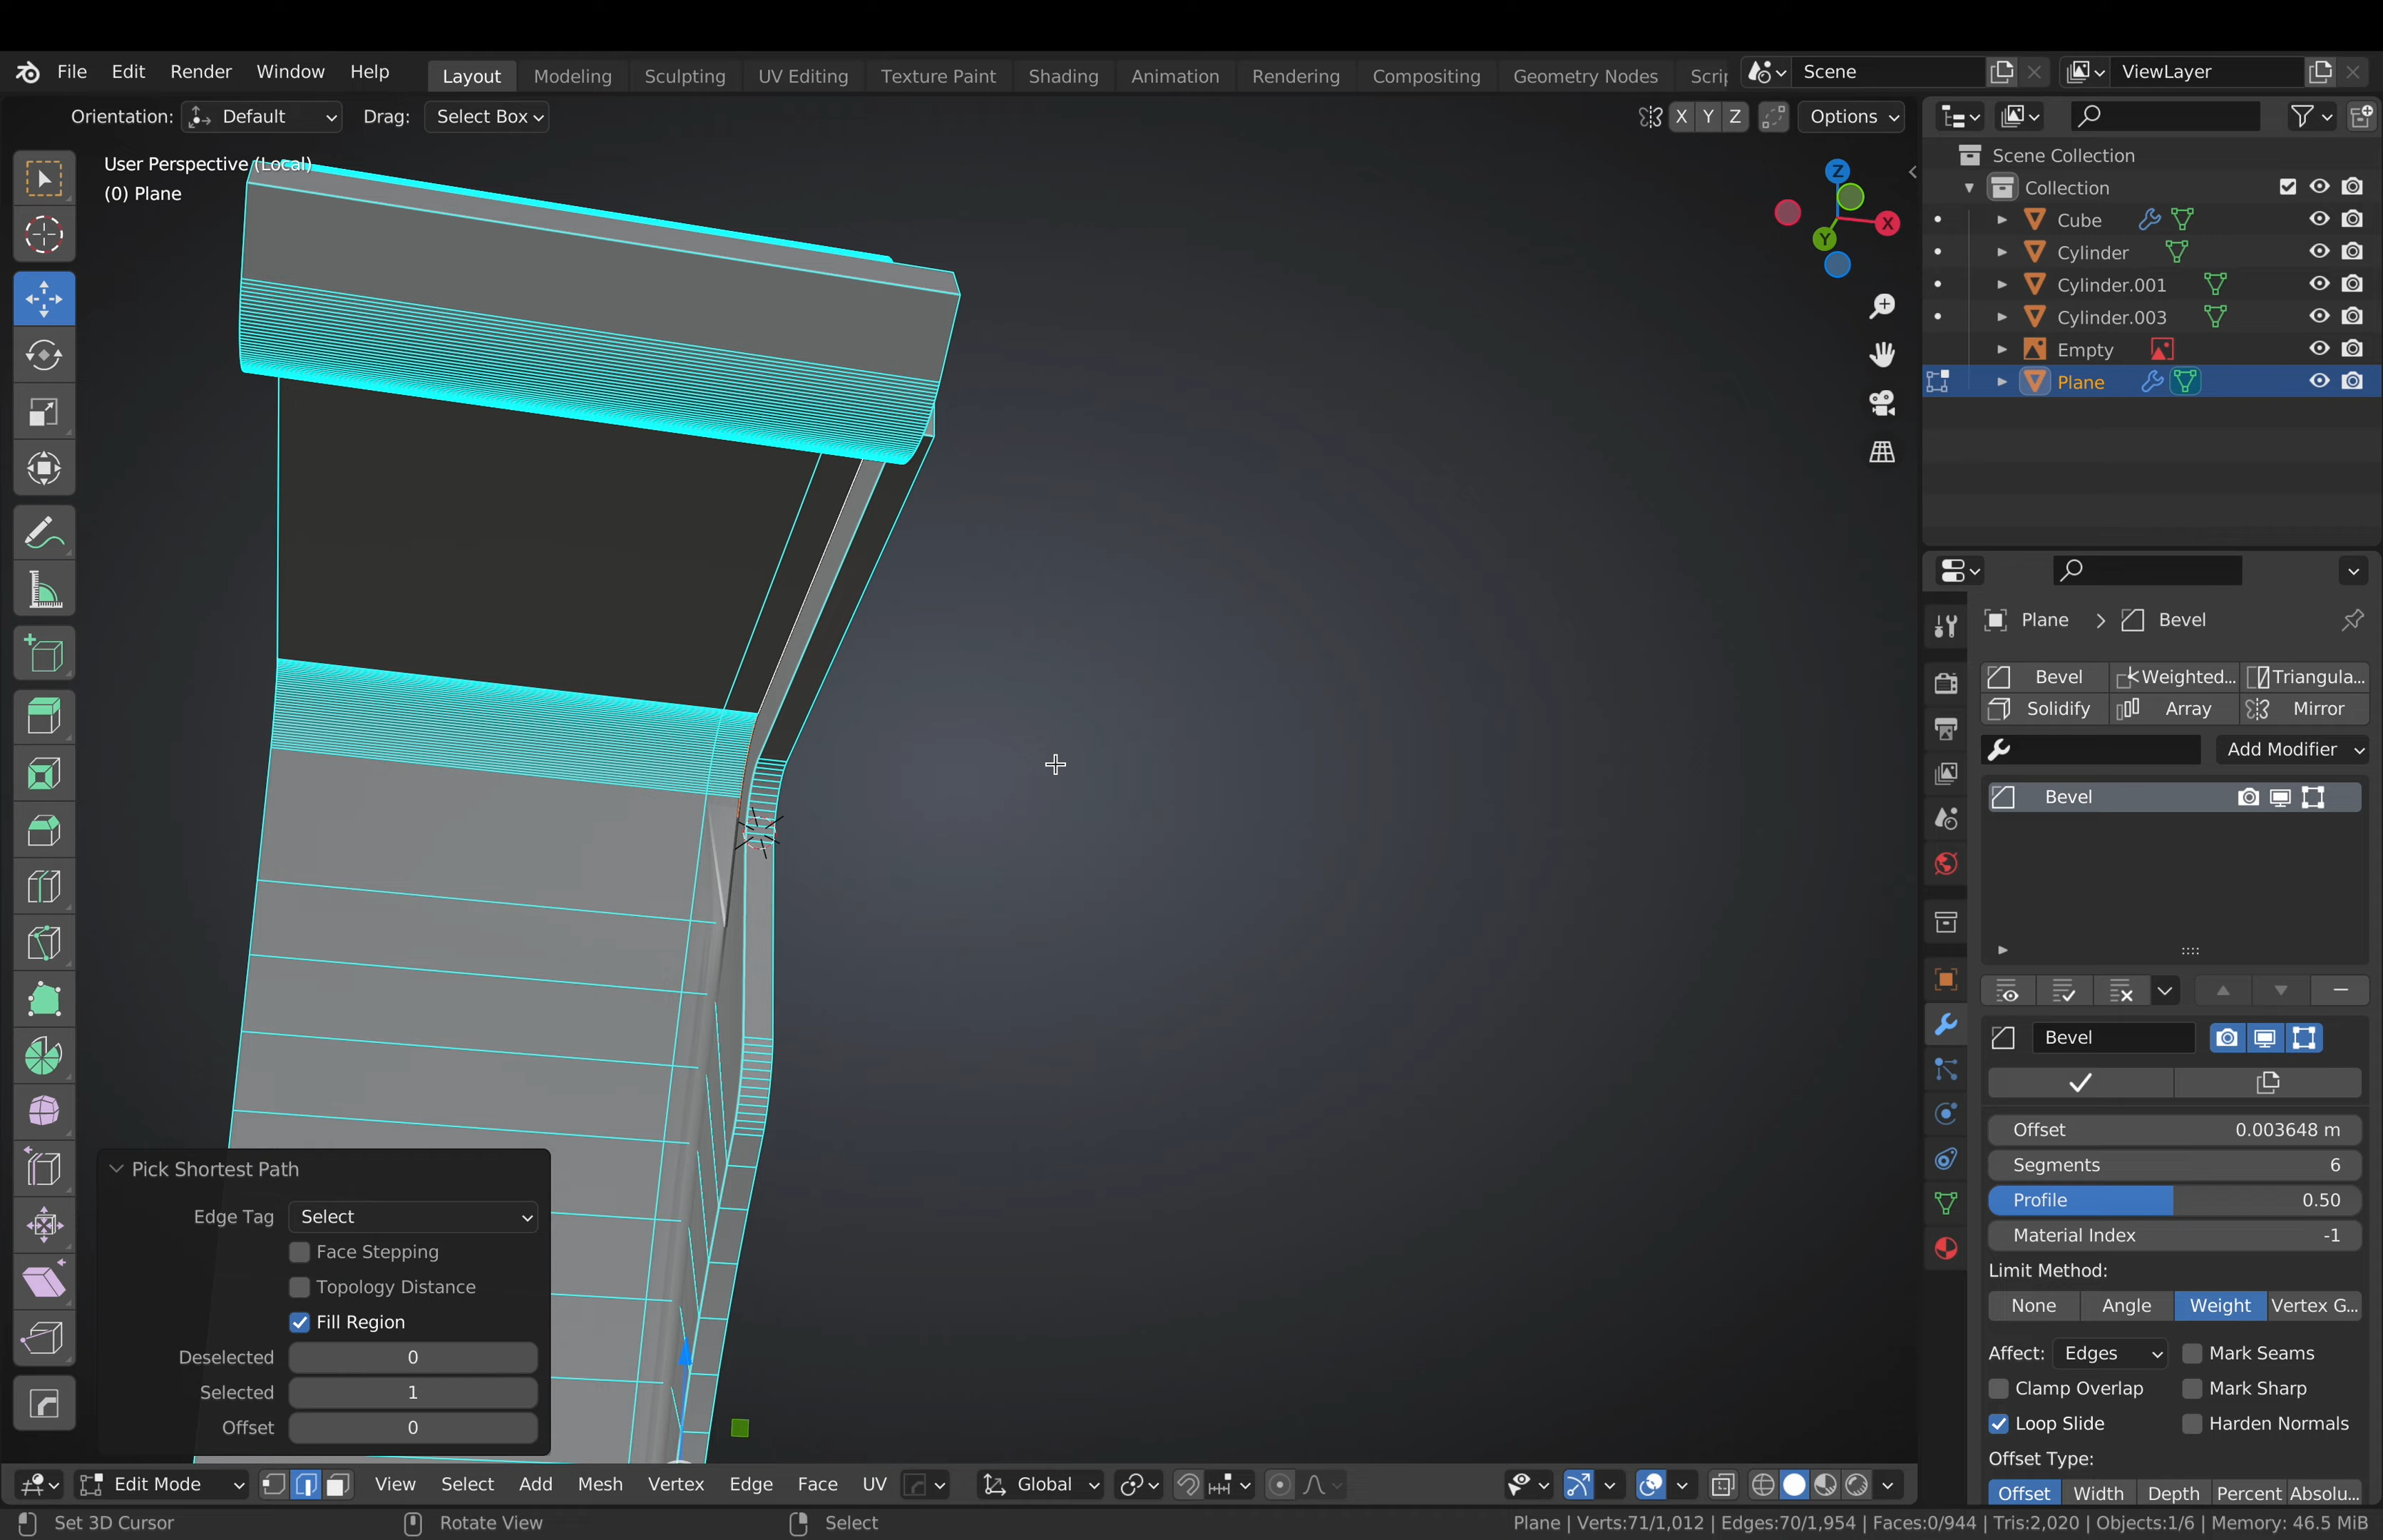 File Edit Render Window Help Layout Modeling Sculpting UV Editing Texture Paint Shading Animation Rendering Compositing Geometry Nodes Scrip Scene ViewLayer
Orientation: Default Drag: Select Box X Y Z Options
User Perspective (Local)
(0) Plane
Z
X
Y
Scene Collection
Collection
Cube
Cylinder
Cylinder.001
Cylinder.003
Empty
Plane
Plane > Bevel
Bevel Weighted... Triangula...
Solidify Array Mirror
Add Modifier
Bevel
Bevel
Offset 0.003648 m
Segments 6
Profile 0.50
Material Index -1
Limit Method:
None Angle Weight Vertex G...
Affect: Edges Mark Seams
Clamp Overlap Mark Sharp
Loop Slide Harden Normals
Offset Type:
Offset Width Depth Percent Absolu...
Pick Shortest Path
Edge Tag Select
Face Stepping
Topology Distance
Fill Region
Deselected 0
Selected 1
Offset 0
Edit Mode View Select Add Mesh Vertex Edge Face UV Global
Set 3D Cursor Rotate View Select Plane | Verts:71/1,012 | Edges:70/1,954 | Faces:0/944 | Tris:2,020 | Objects:1/6 | Memory: 46.5 MiB